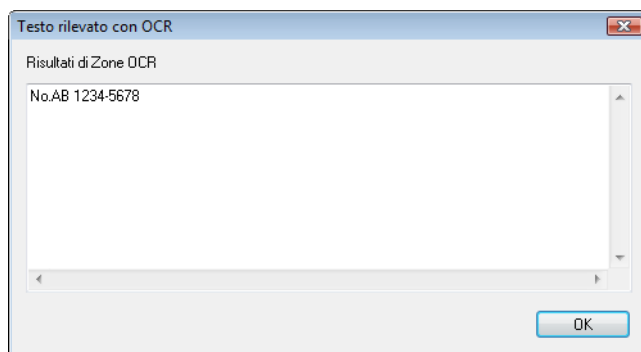 Testo rilevato con OCR
Risultati di Zone OCR
No.AB 1234-5678
OK